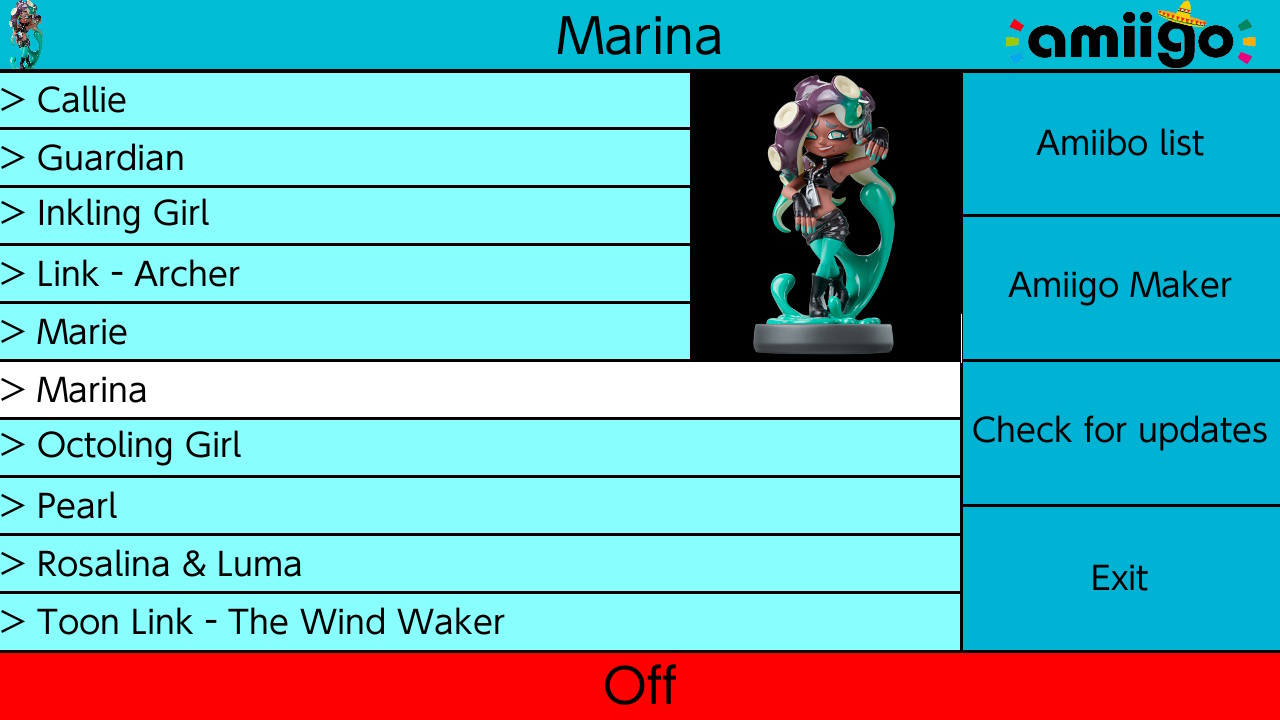 Marina
amiigo
> Callie
> Guardian
> Inkling Girl
> Link - Archer
> Marie
> Marina
> Octoling Girl
> Pearl
> Rosalina & Luma
> Toon Link - The Wind Waker
Amiibo list
Amiigo Maker
Check for updates
Exit
Off